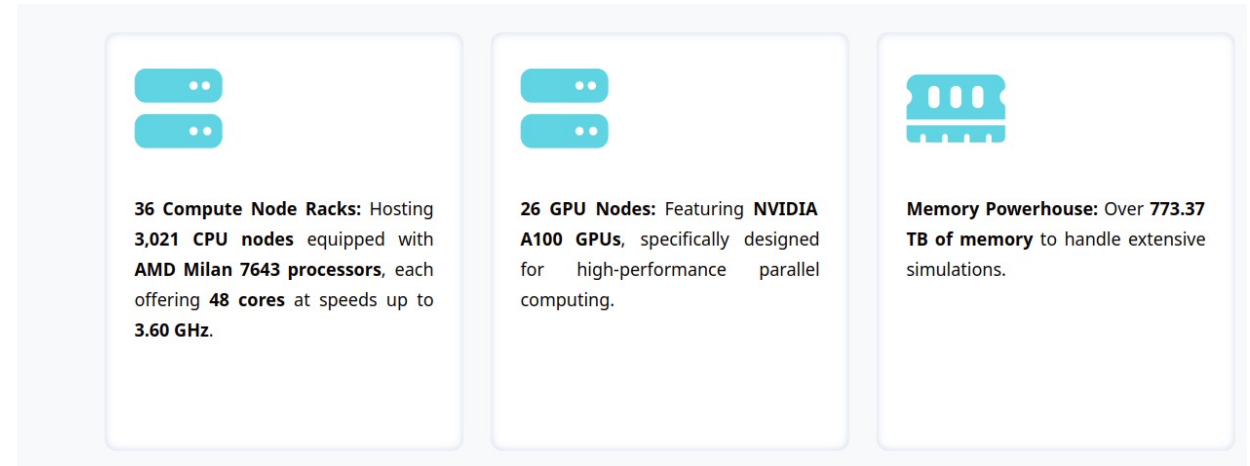 36 Compute Node Racks: Hosting
3,021 CPU nodes equipped with
AMD Milan 7643 processors, each
offering 48 cores at speeds up to
3.60 GHz.
26 GPU Nodes: Featuring NVIDIA
A100 GPUs, specifically designed
for high-performance parallel
computing.
Memory Powerhouse: Over 773.37
TB of memory to handle extensive
simulations.